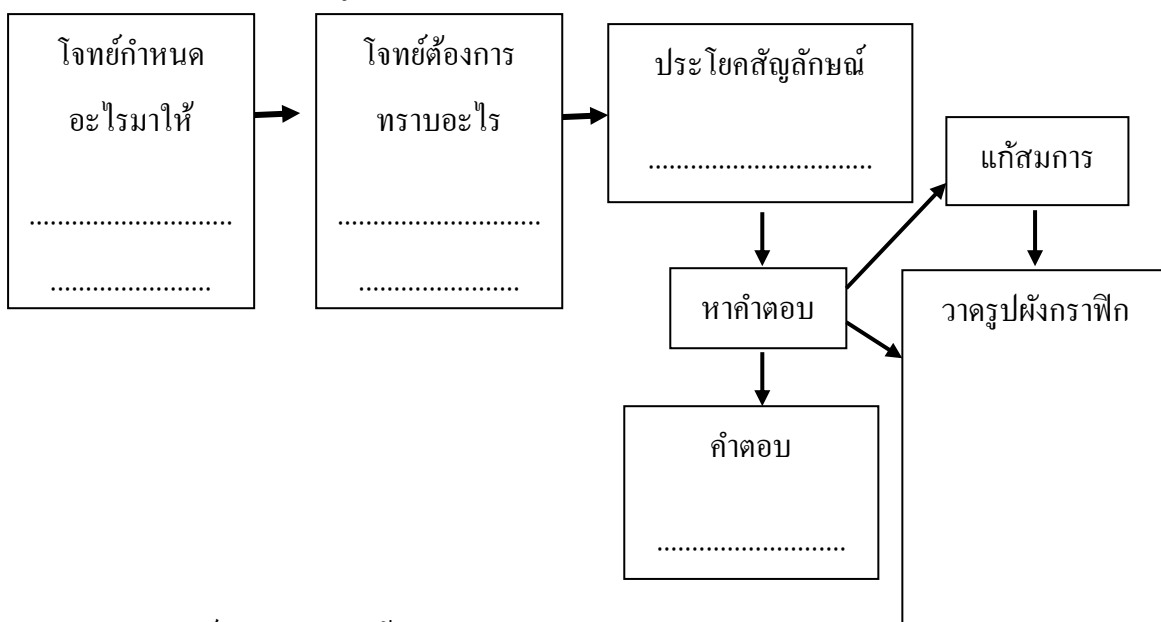 โจทย์กำหนด
อะไรมาให้
.............................
.......................
โจทย์ต้องการ
ทราบอะไร
.............................
.......................
ประโยคสัญลักษณ์
................................
แก้สมการ
หาคำตอบ
วาดรูปผังกราฟิก
คำตอบ
...........................